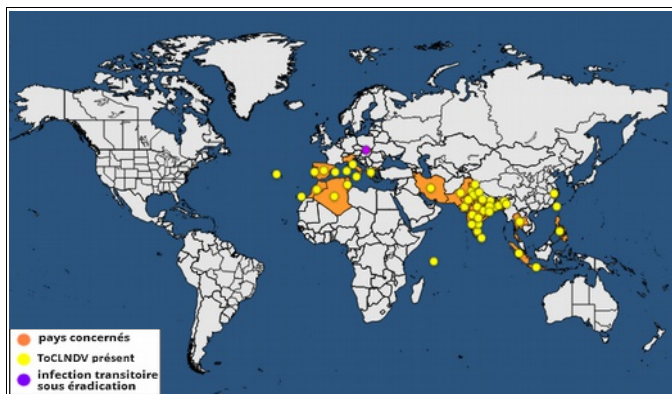 pays concernés
ToCLNDV présent
infection transitoire
sous éradication